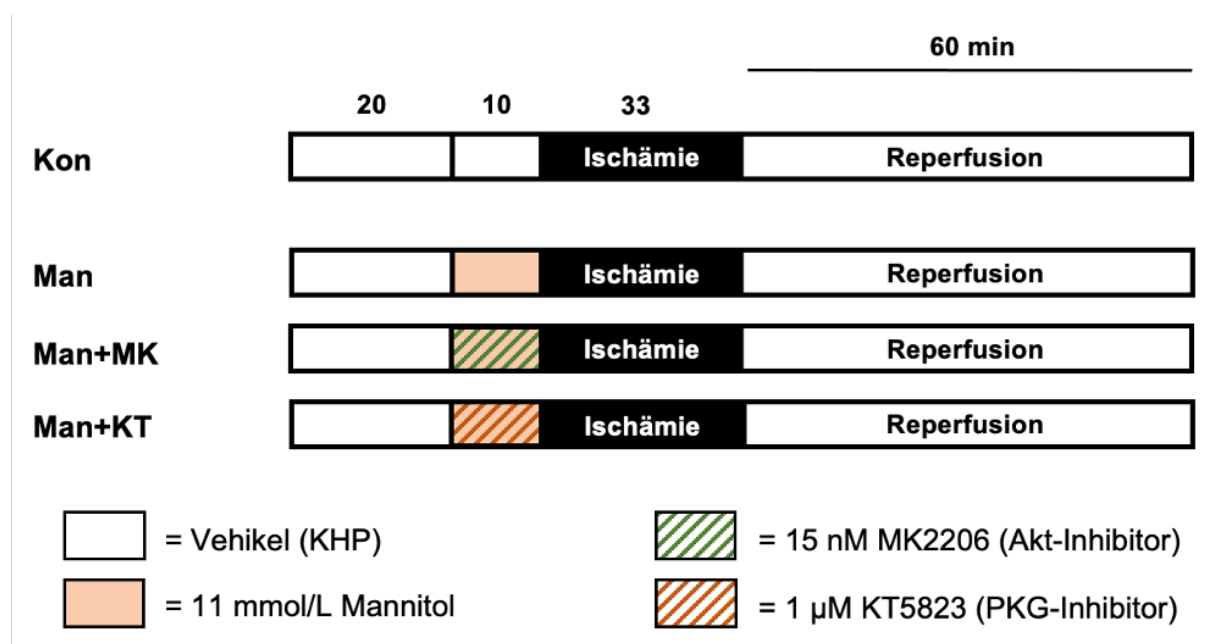 60 min
20 10 33
Kon Ischämie Reperfusion
Man Ischämie Reperfusion
Man+MK Ischämie Reperfusion
Man+KT Ischämie Reperfusion
= Vehikel (KHP) = 15 nM MK2206 (Akt-Inhibitor)
= 11 mmol/L Mannitol = 1 µM KT5823 (PKG-Inhibitor)